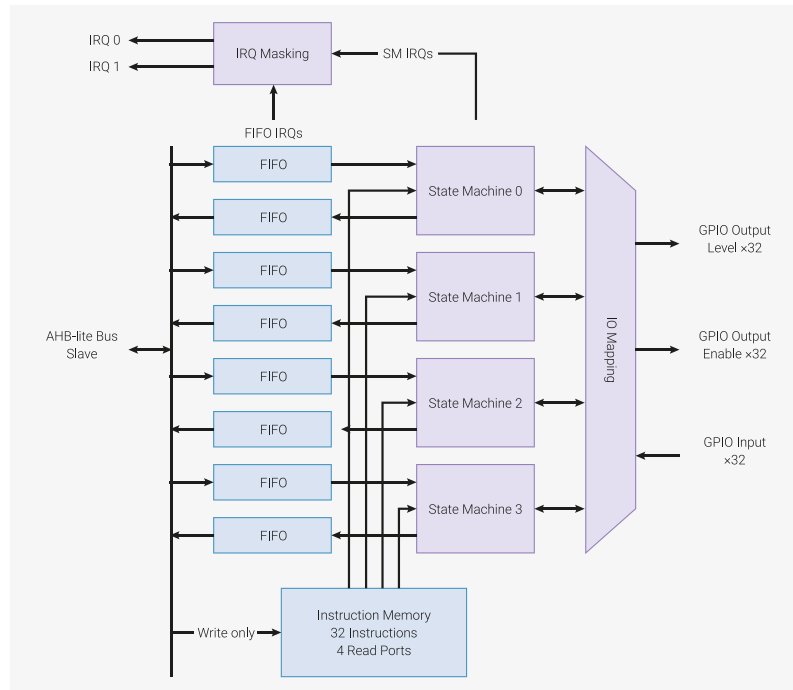 IRQ 0
IRQ 1
IRQ Masking
SM IRQs
FIFO IRQs
FIFO
State Machine 0
FIFO
GPIO Output
Level ×32
FIFO
State Machine 1
FIFO
AHB-lite Bus
Slave
IO Mapping
GPIO Output
Enable ×32
FIFO
State Machine 2
FIFO
GPIO Input
×32
FIFO
State Machine 3
FIFO
Write only
Instruction Memory
32 Instructions
4 Read Ports